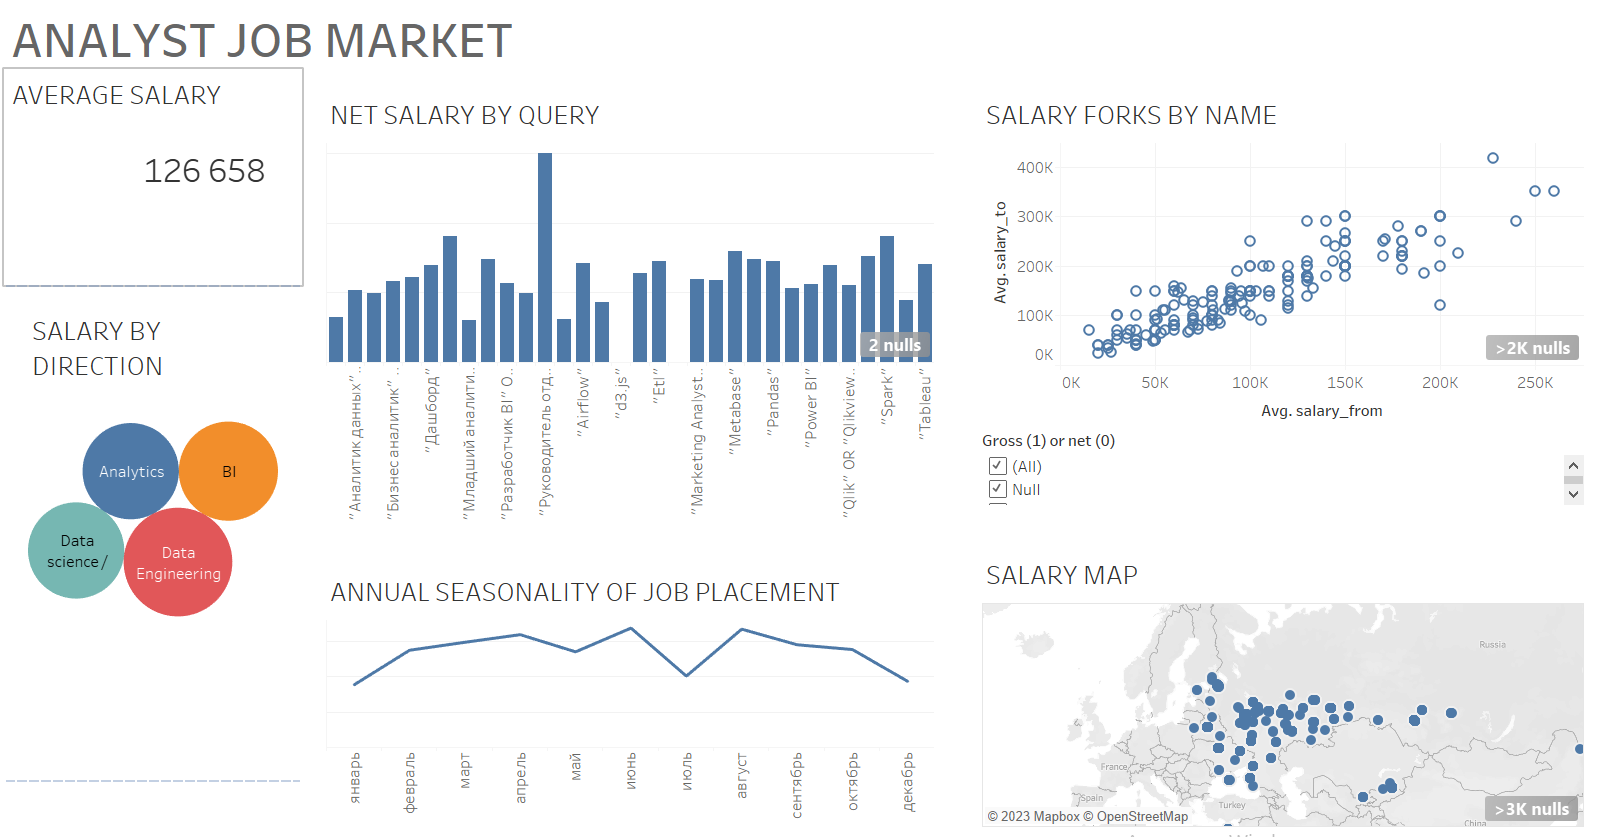 ANALYST JOB MARKET
AVERAGE SALARY
126 658
SALARY BY
DIRECTION
Analytics
BI
Data
science /
Data
Engineering
NET SALARY BY QUERY
2 nulls
"Аналитик данных"..
"Бизнес аналитик"..
"Дашборд"
"Младший аналити..
"Разработчик BI" O..
"Руководитель отд..
"Airflow"
"d3.js"
"Etl"
"Marketing Analyst..
"Metabase"
"Pandas"
"Power BI"
"Qlik" OR "Qlikview..
"Spark"
"Tableau"
ANNUAL SEASONALITY OF JOB PLACEMENT
январь
февраль
март
апрель
май
июнь
июль
август
сентябрь
октябрь
декабрь
SALARY FORKS BY NAME
Avg. salary_to
400K
300K
200K
100K
0K
>2K nulls
0K
50K
100K
150K
200K
250K
Avg. salary_from
Gross (1) or net (0)
(All)
Null
SALARY MAP
Russia
France
Spain
Turkey
China
>3K nulls
© 2023 Mapbox © OpenStreetMap